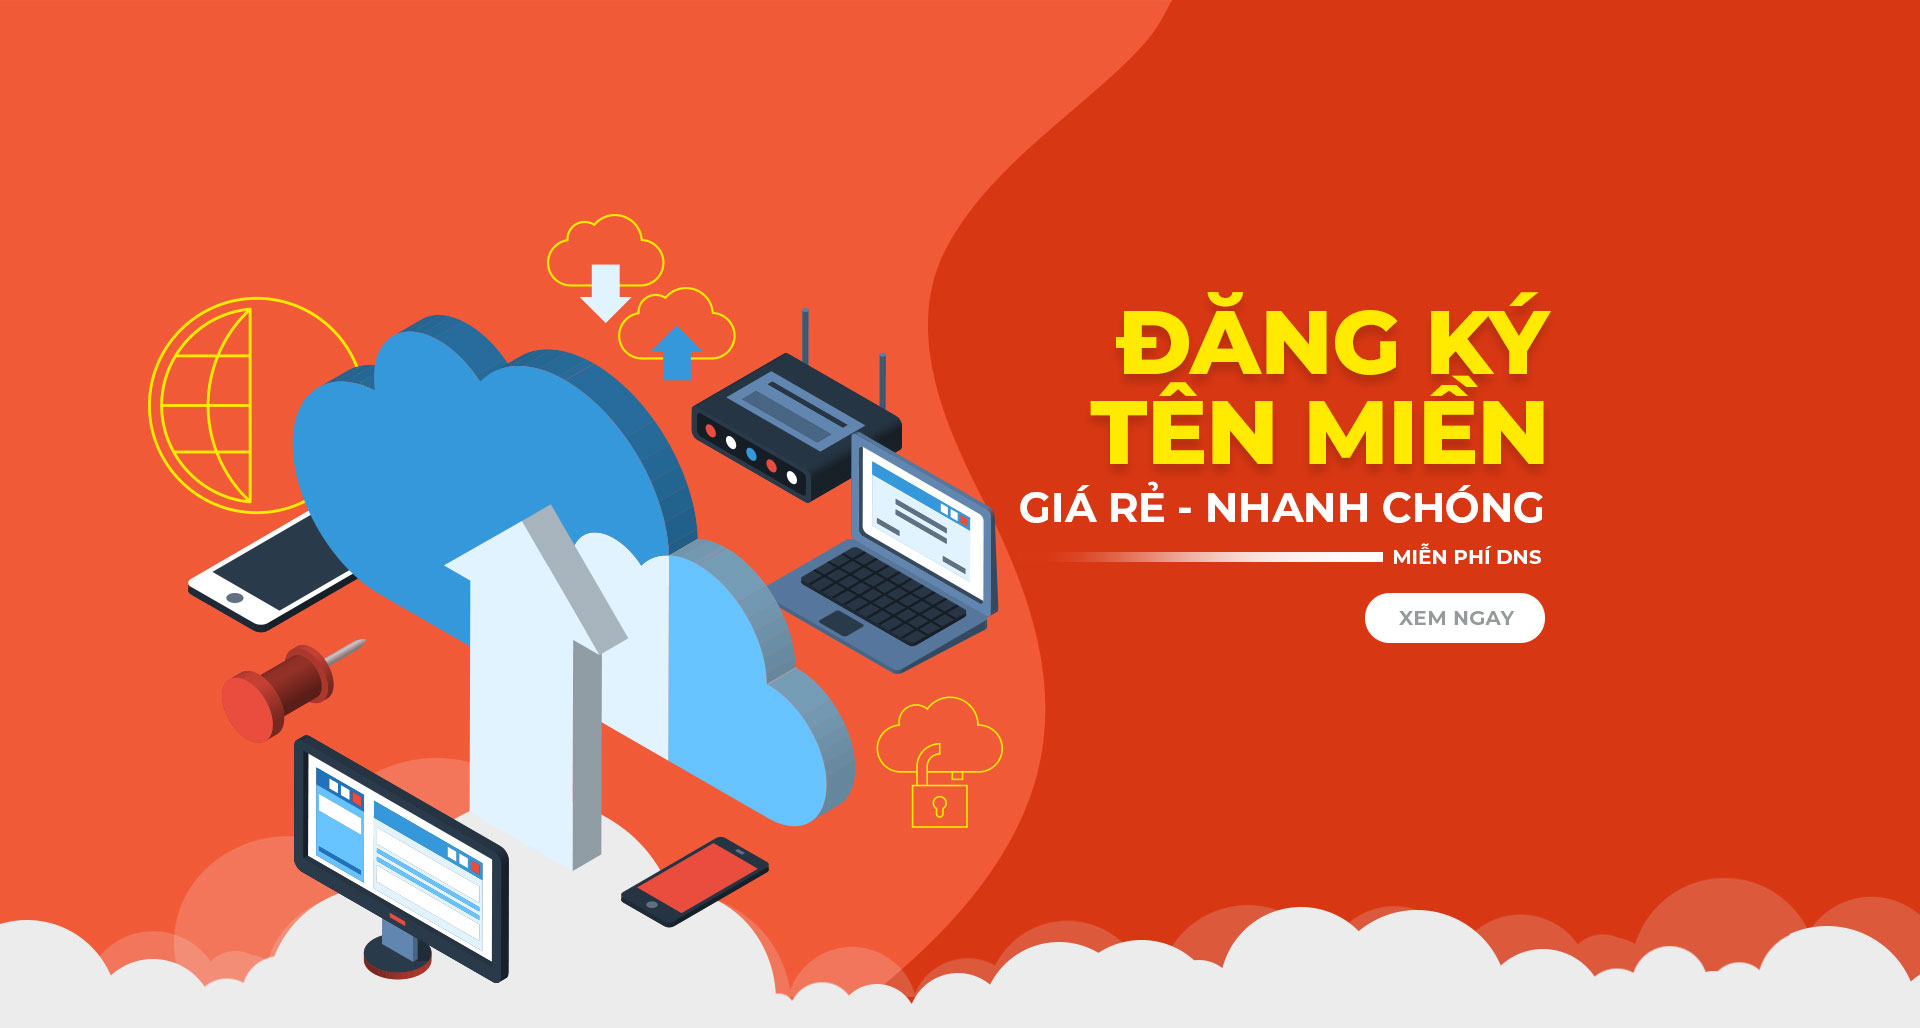 ĐĂNG KÝ
TÊN MIỀN
GIÁ RẺ - NHANH CHÓNG
MIỄN PHÍ DNS
XEM NGAY